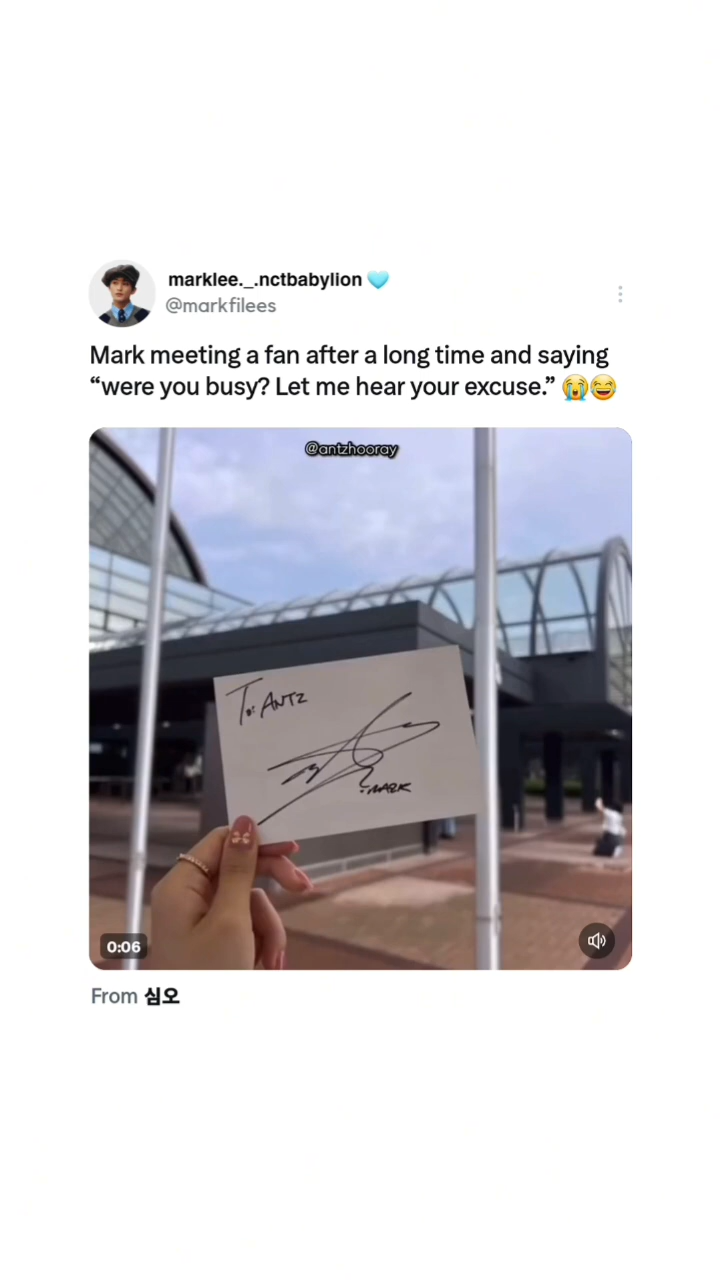 marklee._.nctbabylion 🩵
@markfilees
Mark meeting a fan after a long time and saying
“were you busy? Let me hear your excuse.” 😭😅
@antzhooray
To: ANTZ
MARK
0:06
From 심오